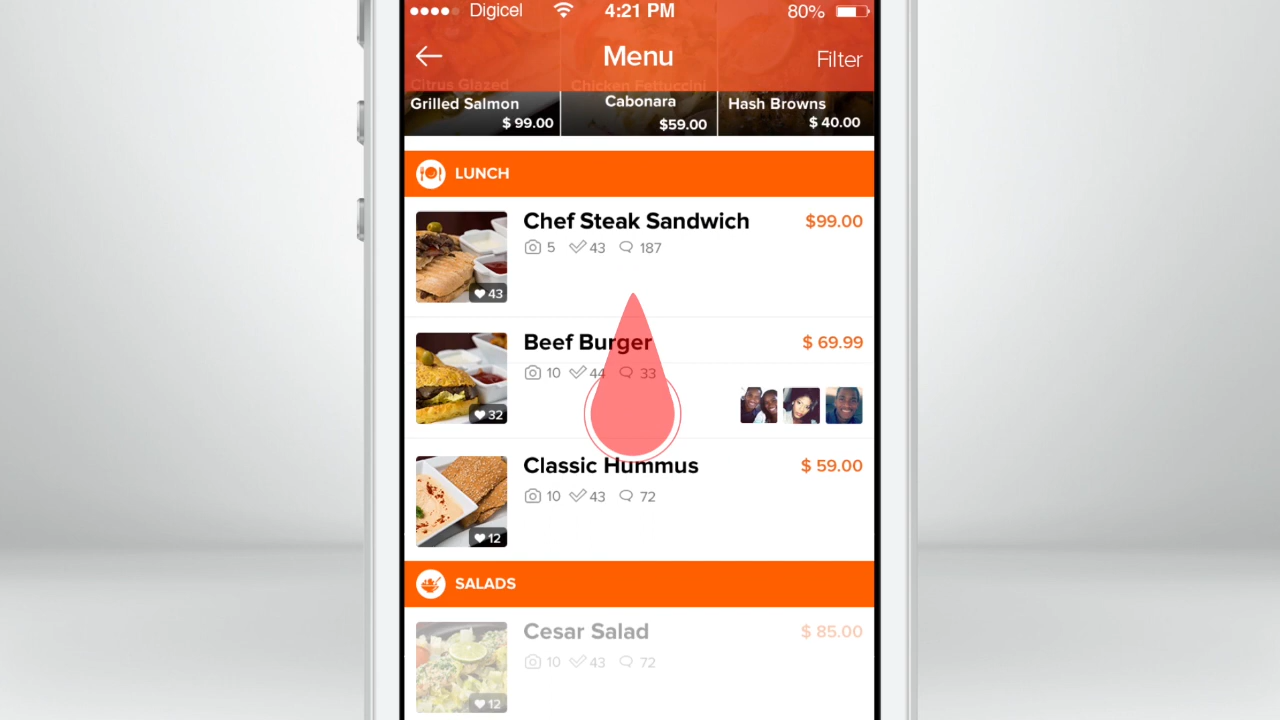 Digicel 4:21 PM 80%
Menu
Filter
Citrus Glazed
Grilled Salmon
$ 99.00
Chicken Fettuccini
Cabonara
$59.00
Hash Browns
$ 40.00
LUNCH
Chef Steak Sandwich $99.00
5 43 187
43
Beef Burger $ 69.99
10 44 33
32
Classic Hummus $ 59.00
10 43 72
12
SALADS
Cesar Salad $ 85.00
10 43 72
12